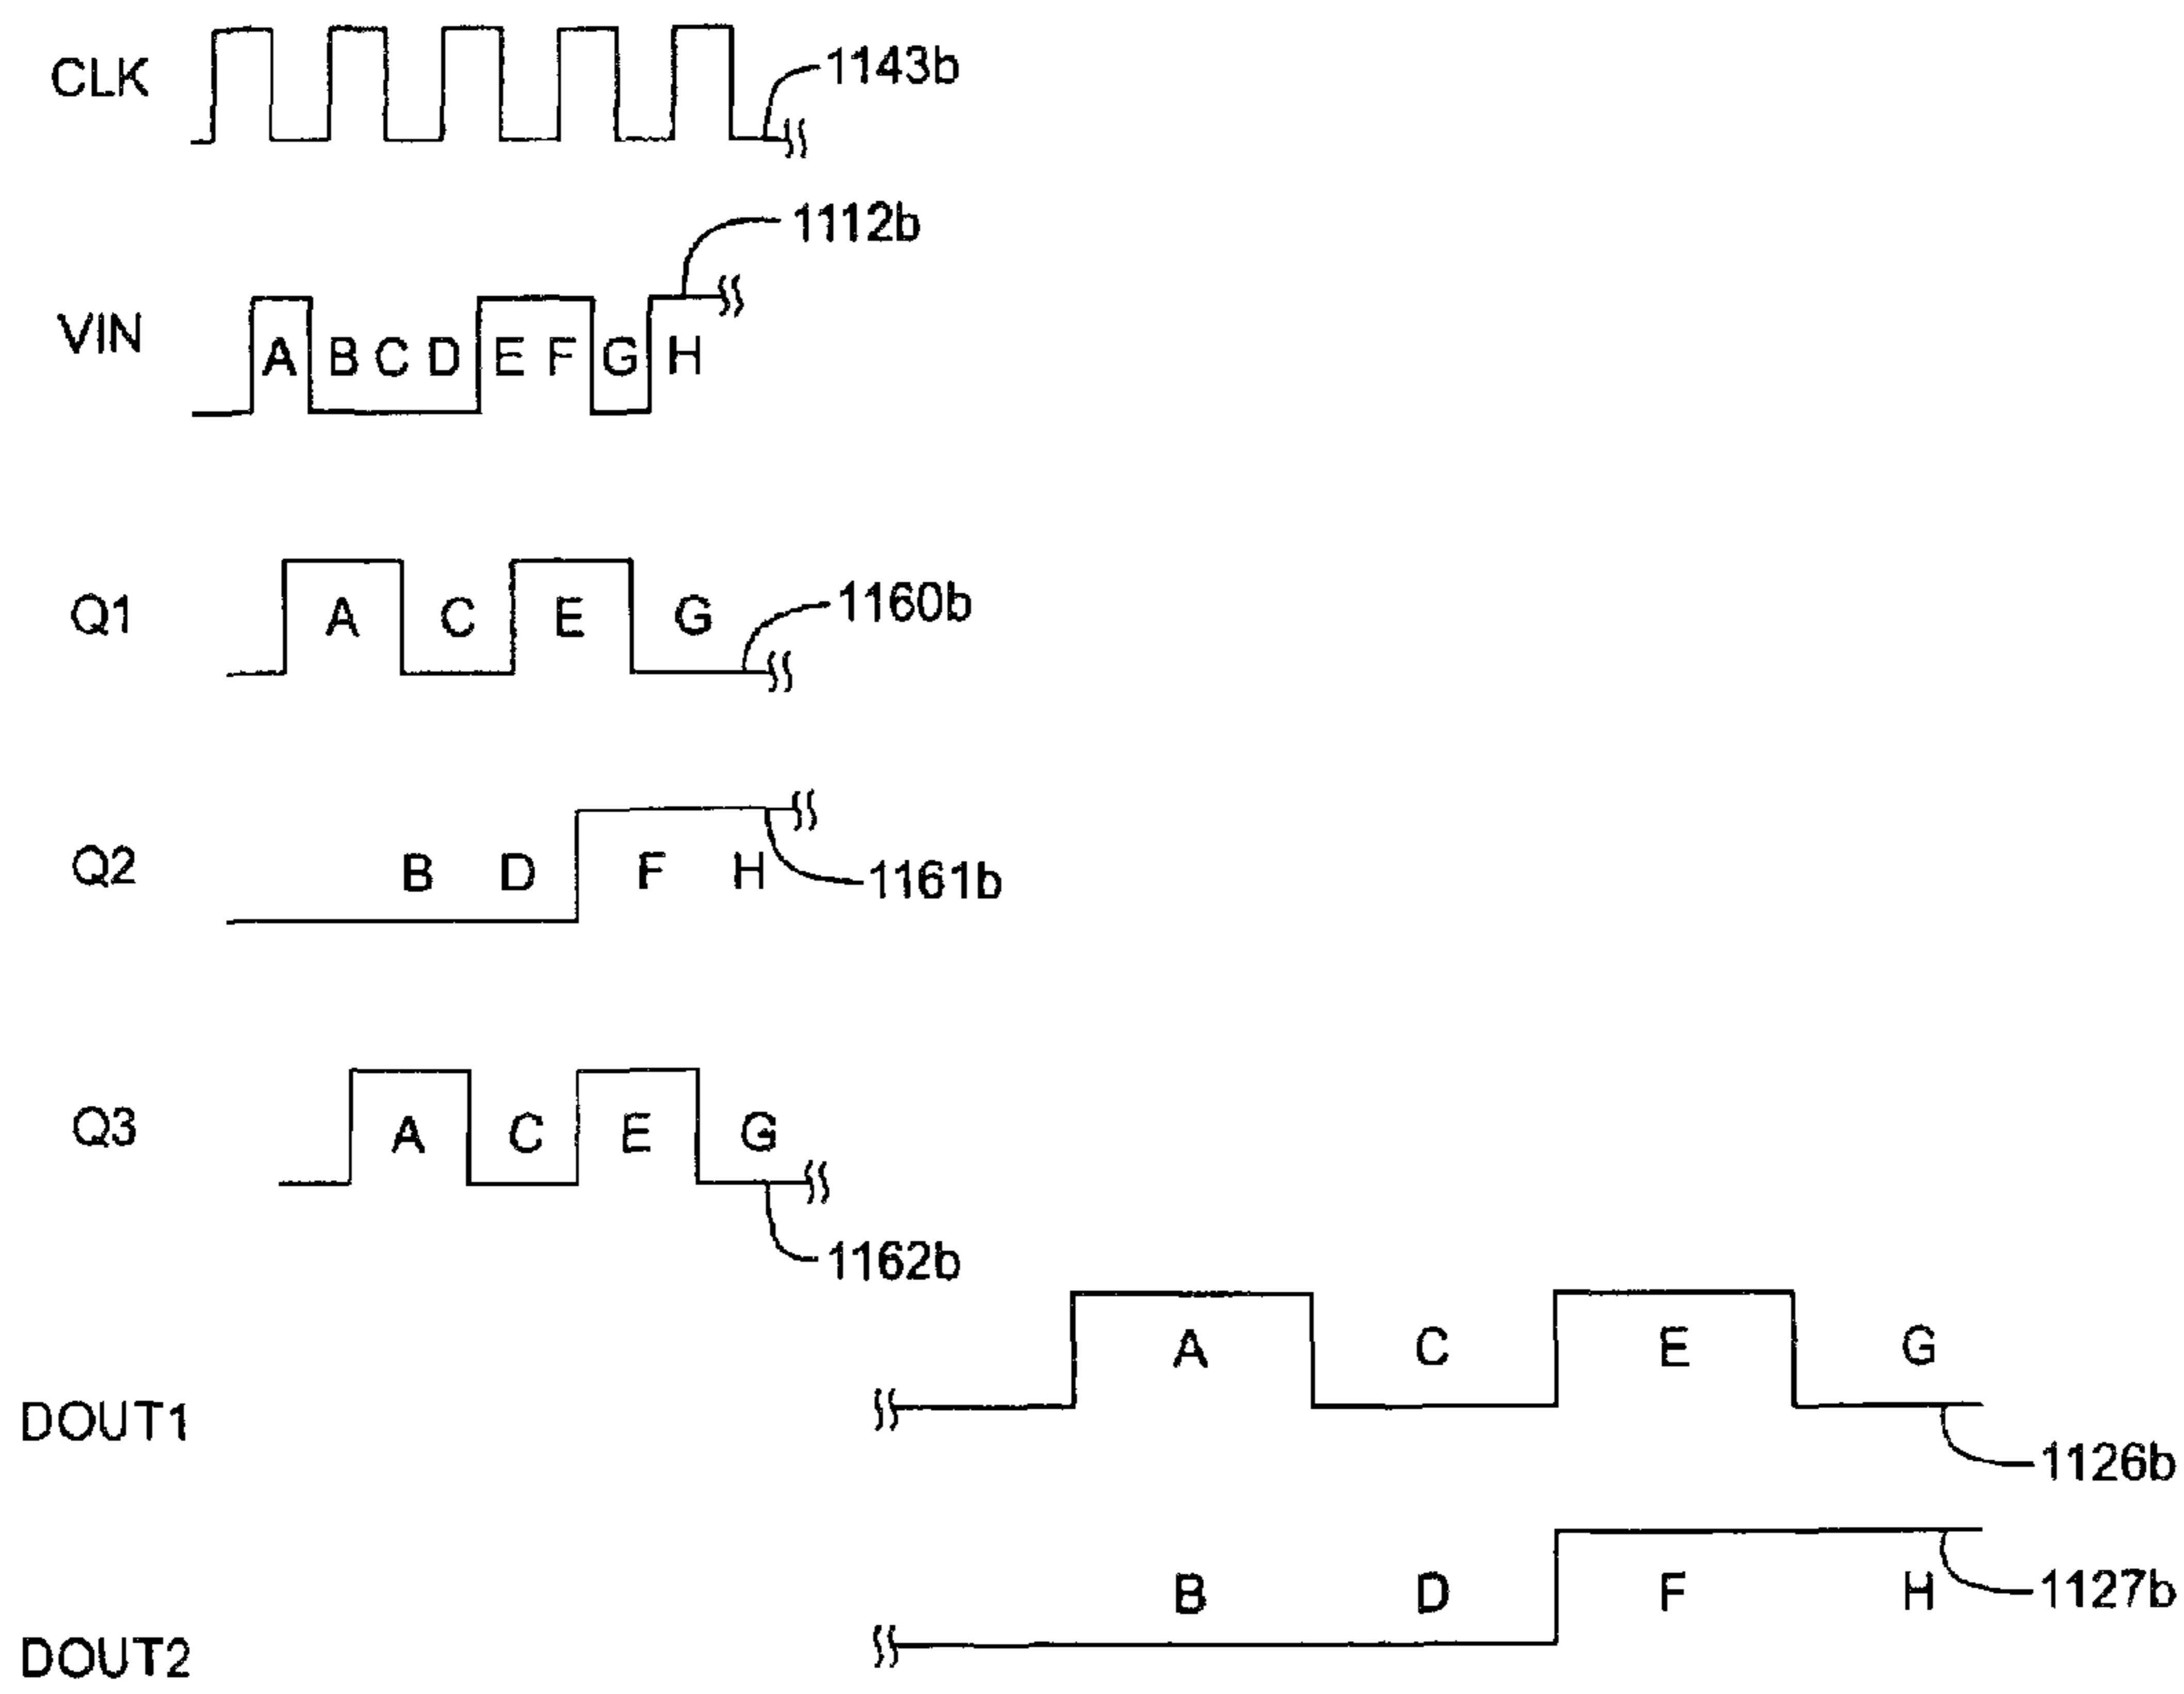 CLK
1143b
1112b
VIN
A B C D E F G H
Q1
A C E G
1160b
Q2
B D F H
1161b
Q3
A C E G
1162b
DOUT1
A C E G
1126b
DOUT2
B D F H
1127b